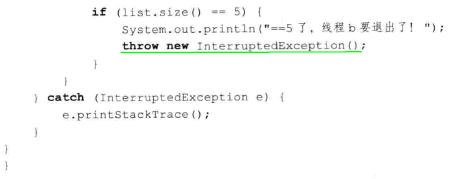 if (list.size() == 5) {
System.out.println("==5了, 线程b要退出了! ");
throw new InterruptedException();
}
}
} catch (InterruptedException e) {
e.printStackTrace();
}
}
}